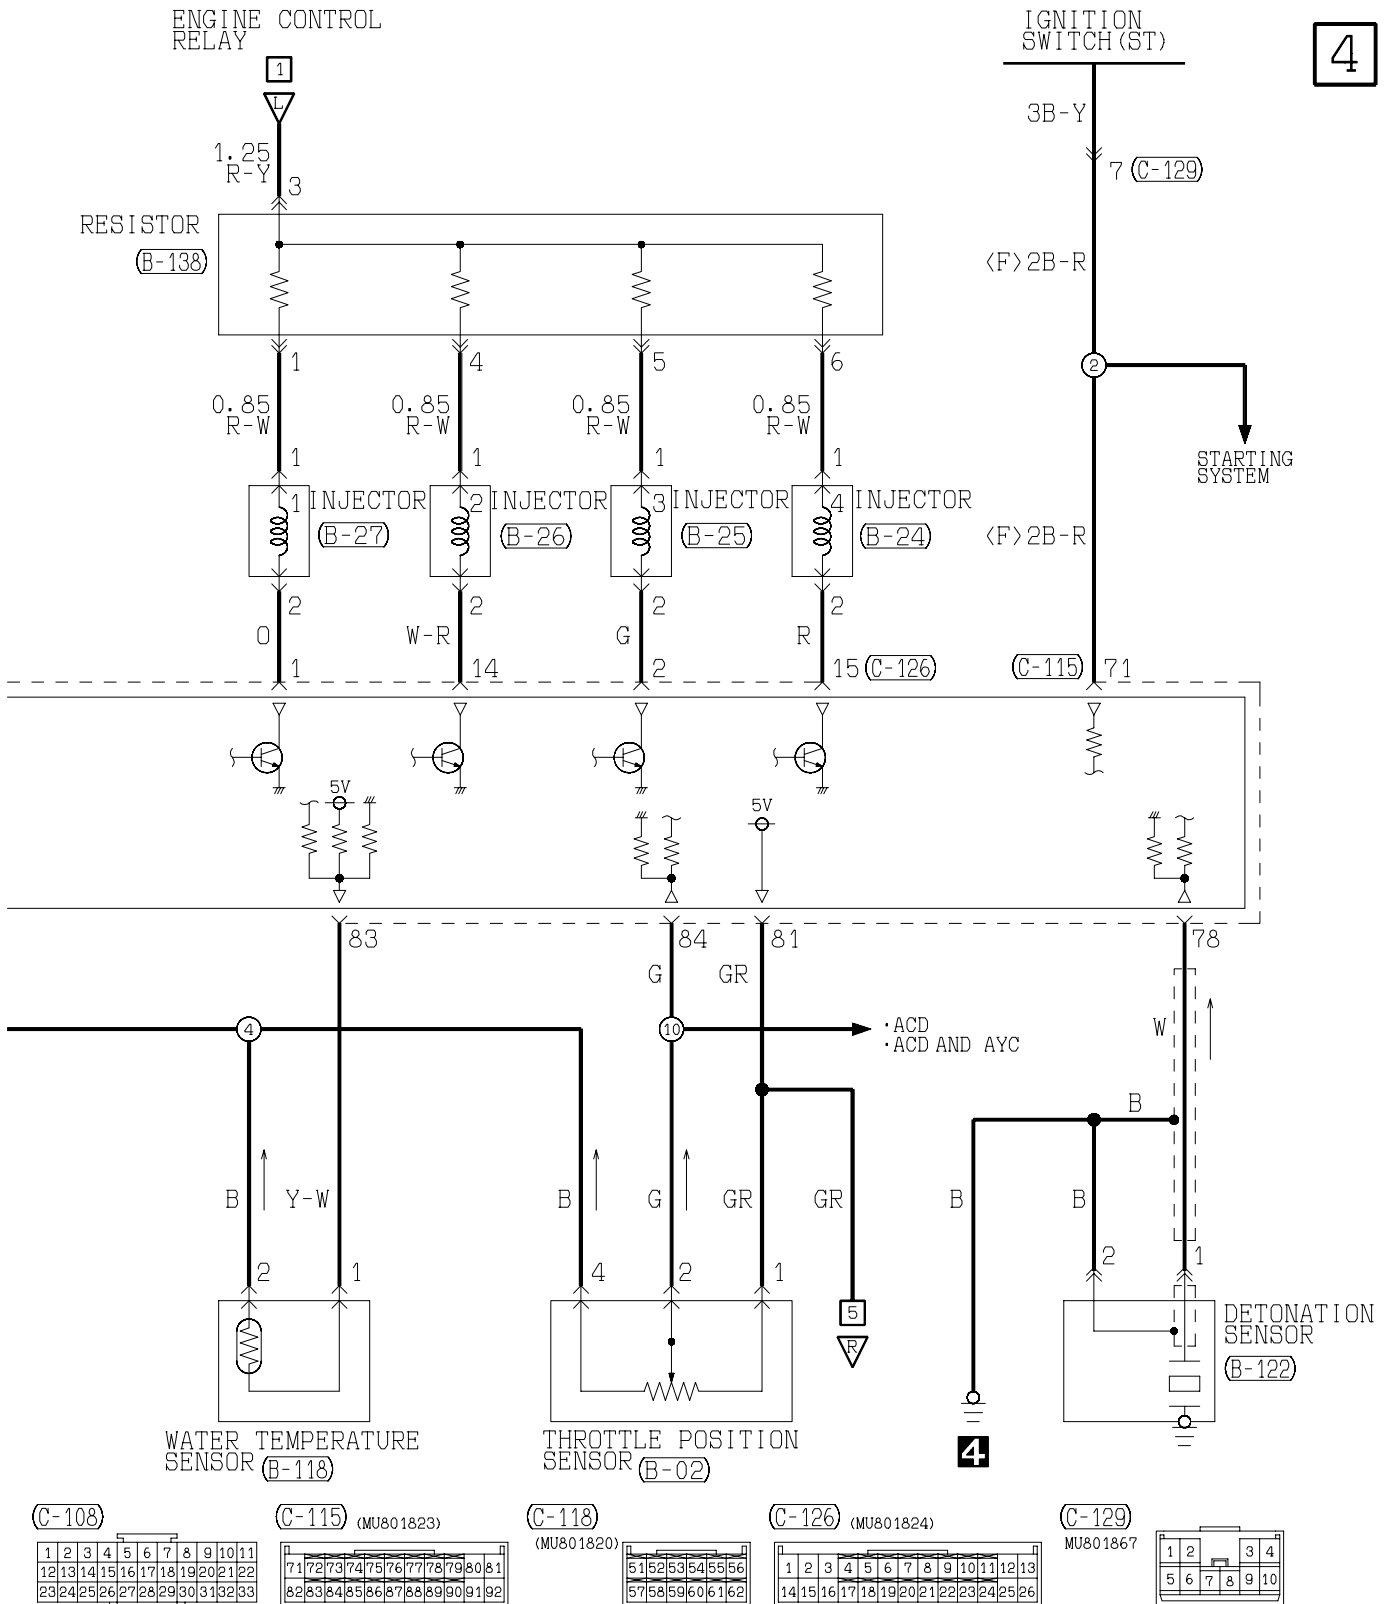 ENGINE CONTROL
RELAY
IGNITION
SWITCH(ST)
4
1
L
3B-Y
1.25
R-Y
3
7 (C-129)
RESISTOR
(B-138)
<F>2B-R
1
4
5
6
2
0.85
R-W
0.85
R-W
0.85
R-W
0.85
R-W
STARTING
SYSTEM
1
1
1
1
1 INJECTOR
(B-27)
2 INJECTOR
(B-26)
3 INJECTOR
(B-25)
4 INJECTOR
(B-24)
<F>2B-R
2
2
2
2
O
W-R
G
R
1
14
2
15 (C-126)
(C-115) 71
5V
5V
83
84
81
78
G
GR
4
10
·ACD
·ACD AND AYC
W
B
B
Y-W
B
G
GR
GR
B
B
2
1
4
2
1
2
1
5
R
DETONATION
SENSOR
(B-122)
WATER TEMPERATURE
SENSOR (B-118)
THROTTLE POSITION
SENSOR (B-02)
4
(C-108)
1 2 3 4 5 6 7 8 9 10 11
12 13 14 15 16 17 18 19 20 21 22
23 24 25 26 27 28 29 30 31 32 33
(C-115) (MU801823)
71 72 73 74 75 76 77 78 79 80 81
82 83 84 85 86 87 88 89 90 91 92
(C-118)
(MU801820)
51 52 53 54 55 56
57 58 59 60 61 62
(C-126) (MU801824)
1 2 3 4 5 6 7 8 9 10 11 12 13
14 15 16 17 18 19 20 21 22 23 24 25 26
(C-129)
MU801867
1 2 3 4
5 6 7 8 9 10